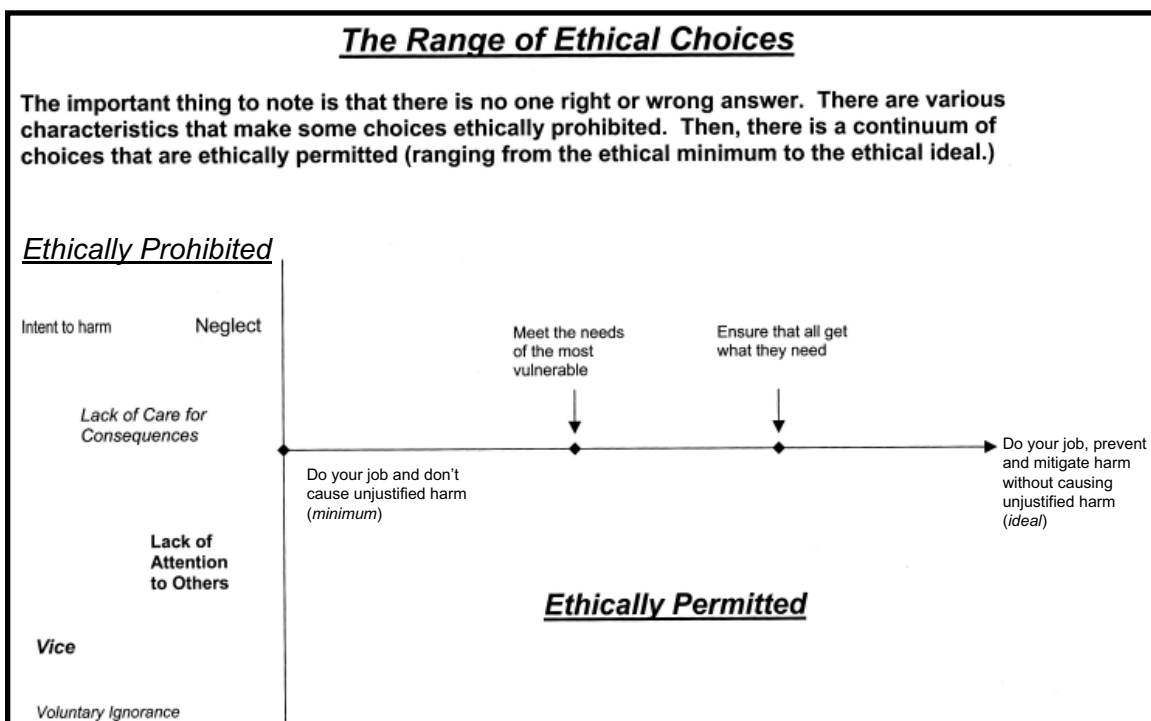 The Range of Ethical Choices
The important thing to note is that there is no one right or wrong answer. There are various
characteristics that make some choices ethically prohibited. Then, there is a continuum of
choices that are ethically permitted (ranging from the ethical minimum to the ethical ideal.)
Ethically Prohibited
Intent to harm
Neglect
Lack of Care for
Consequences
Lack of
Attention
to Others
Vice
Voluntary Ignorance
Meet the needs
of the most
vulnerable
Ensure that all get
what they need
Do your job and don't
cause unjustified harm
(minimum)
Do your job, prevent
and mitigate harm
without causing
unjustified harm
(ideal)
Ethically Permitted